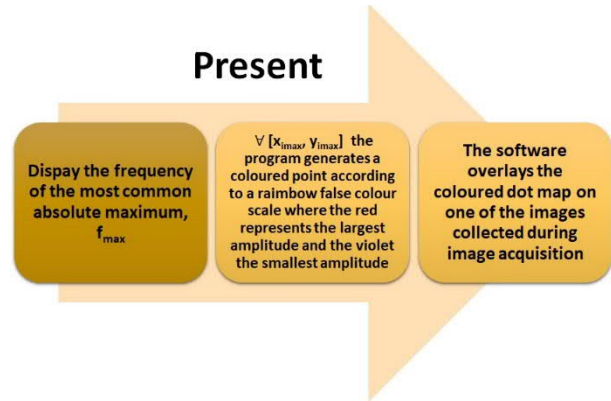 Present
Dispay the frequency
of the most common
absolute maximum,
fmax
∀ [ximax, yimax] the
program generates a
coloured point according
to a raimbow false colour
scale where the red
represents the largest
amplitude and the violet
the smallest amplitude
The software
overlays the
coloured dot map on
one of the images
collected during
image acquisition